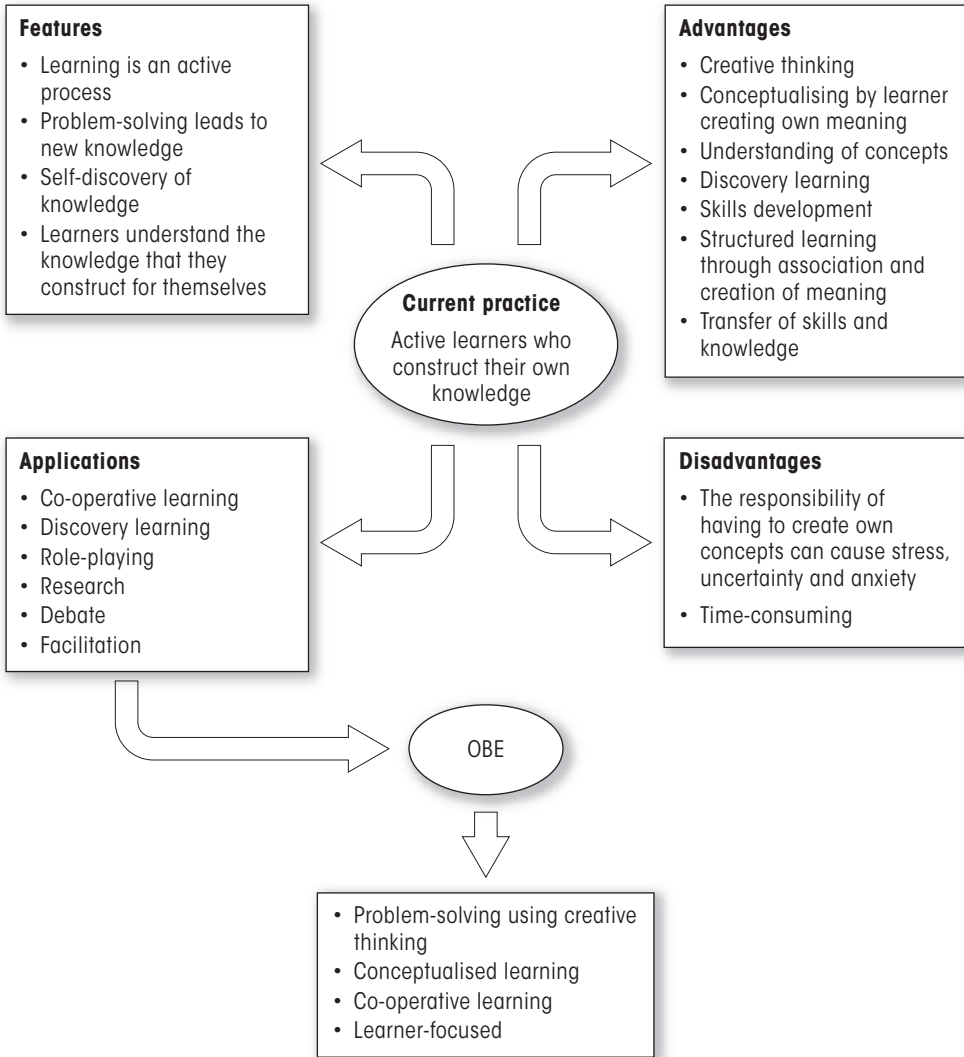 Features
• Learning is an active
process
• Problem-solving leads to
new knowledge
• Self-discovery of
knowledge
• Learners understand the
knowledge that they
construct for themselves
Advantages
• Creative thinking
• Conceptualising by learner
creating own meaning
• Understanding of concepts
• Discovery learning
• Skills development
• Structured learning
through association and
creation of meaning
• Transfer of skills and
knowledge
Current practice
Active learners who
construct their own
knowledge
Applications
• Co-operative learning
• Discovery learning
• Role-playing
• Research
• Debate
• Facilitation
Disadvantages
• The responsibility of
having to create own
concepts can cause stress,
uncertainty and anxiety
• Time-consuming
OBE
• Problem-solving using creative
thinking
• Conceptualised learning
• Co-operative learning
• Learner-focused